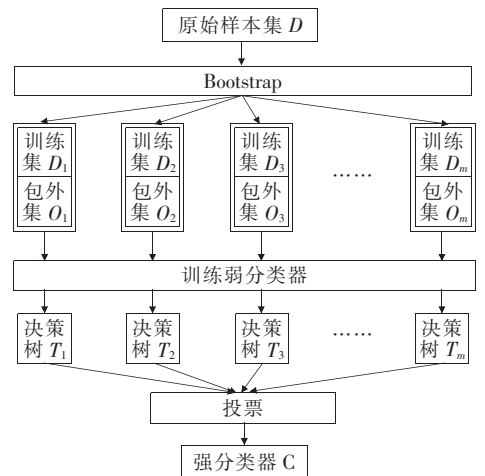 原始样本集 D
Bootstrap
训练
集 D₁
包外
集 O₁
训练
集 D₂
包外
集 O₂
训练
集 D₃
包外
集 O₃
……
训练
集 Dₘ
包外
集 Oₘ
训练弱分类器
决策
树 T₁
决策
树 T₂
决策
树 T₃
……
决策
树 Tₘ
投票
强分类器 C